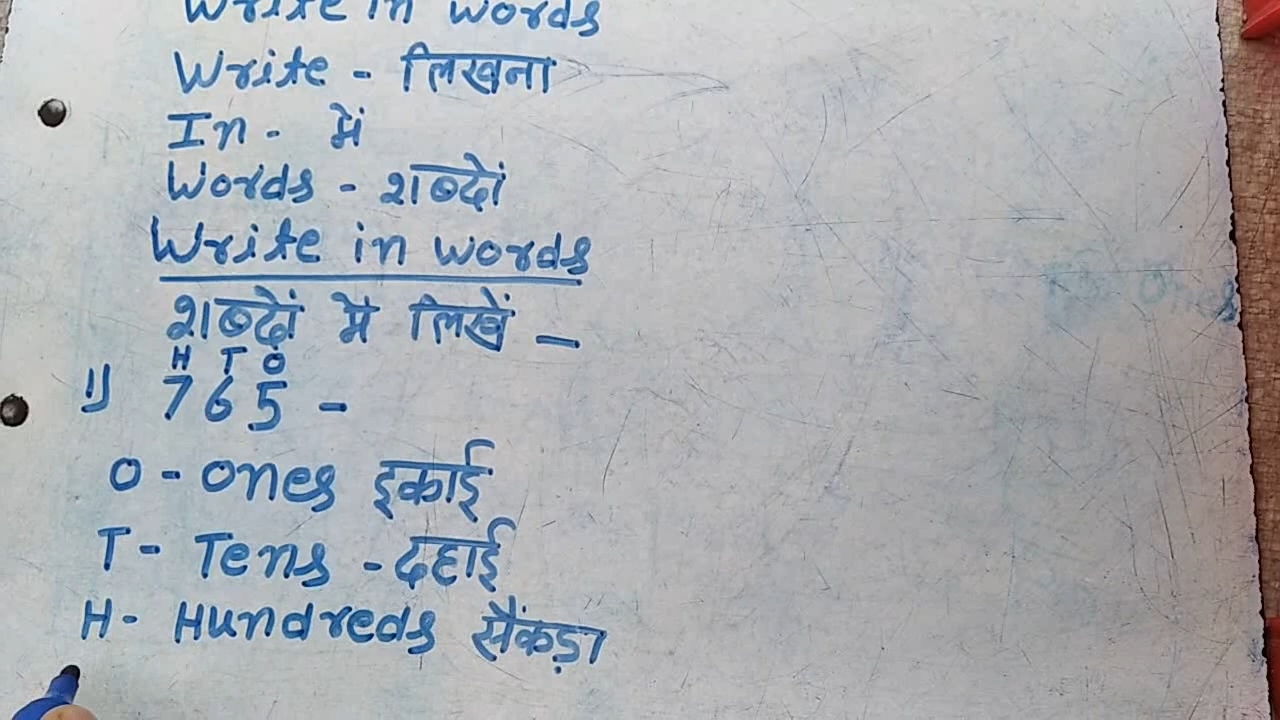 Write in words
Write - लिखना
In - में
Words - शब्दों
Write in words
शब्दों में लिखें -
H T O
1) 765 -
O - Ones इकाई
T - Tens - दहाई
H - Hundreds सैंकड़ा
Ones